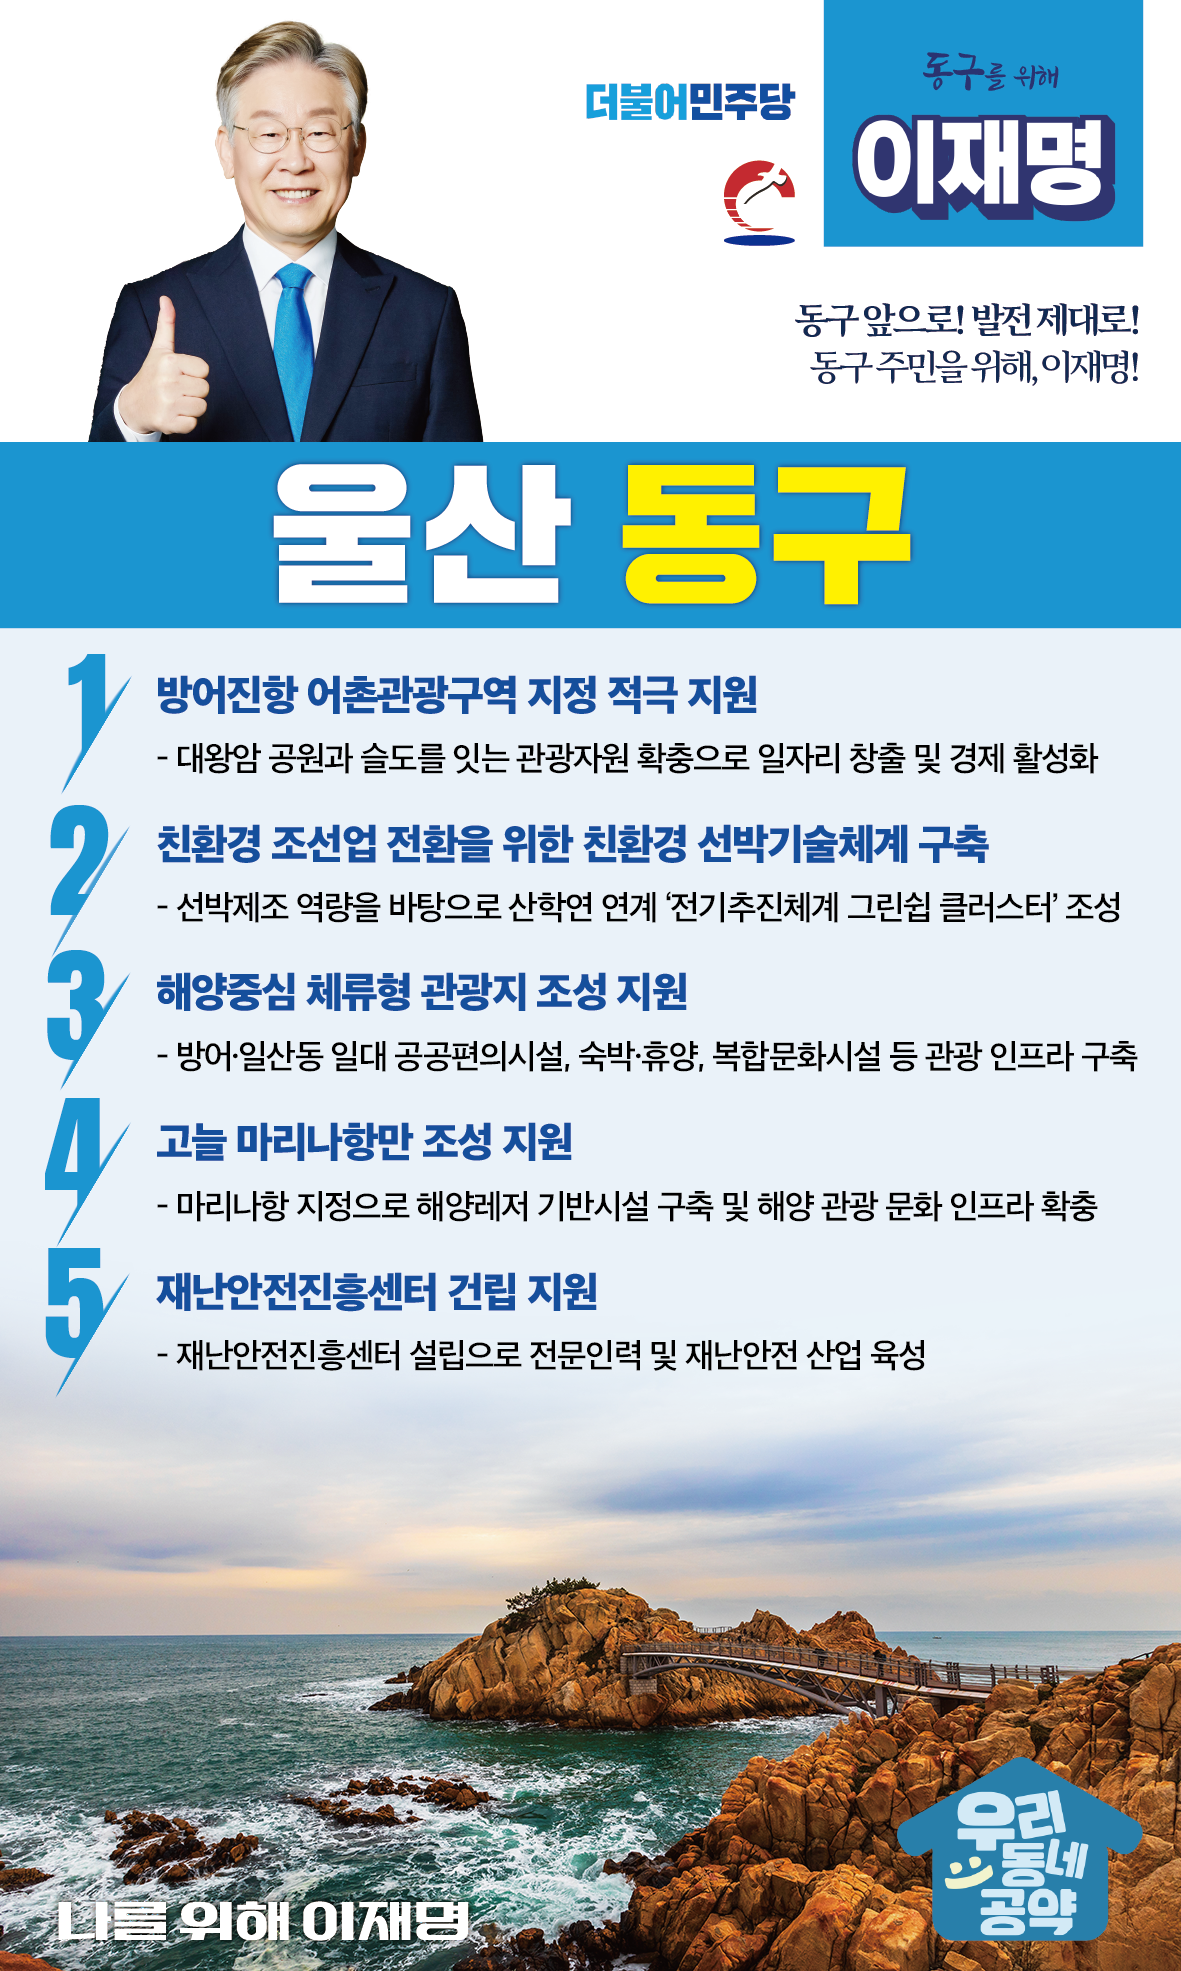 더불어민주당
동구를 위해
이재명
동구 앞으로! 발전 제대로!
동구 주민을 위해, 이재명!
울산 동구
1 방어진항 어촌관광구역 지정 적극 지원
- 대왕암 공원과 슬도를 잇는 관광자원 확충으로 일자리 창출 및 경제 활성화
2 친환경 조선업 전환을 위한 친환경 선박기술체계 구축
- 선박제조 역량을 바탕으로 산학연 연계 ‘전기추진체계 그린쉽 클러스터’ 조성
3 해양중심 체류형 관광지 조성 지원
- 방어·일산동 일대 공공편의시설, 숙박·휴양, 복합문화시설 등 관광 인프라 구축
4 고늘 마리나항만 조성 지원
- 마리나항 지정으로 해양레저 기반시설 구축 및 해양 관광 문화 인프라 확충
5 재난안전진흥센터 건립 지원
- 재난안전진흥센터 설립으로 전문인력 및 재난안전 산업 육성
우리
동네
공약
나를 위해 이재명